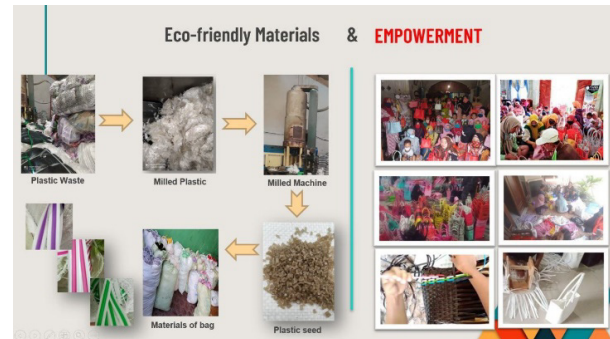 Eco-friendly Materials & EMPOWERMENT
Plastic Waste
Milled Plastic
Milled Machine
Materials of bag
Plastic seed